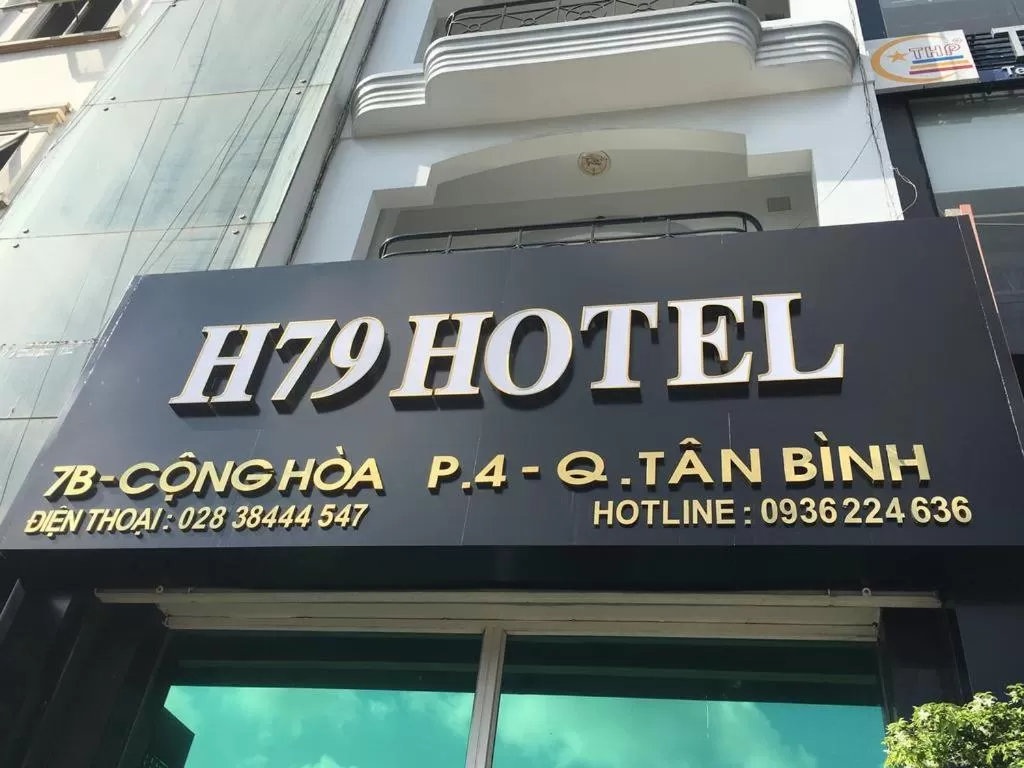 THP
H79 HOTEL
7B-CỘNG HÒA P.4 - Q.TÂN BÌNH
ĐIỆN THOẠI : 028 38444 547 HOTLINE : 0936 224 636